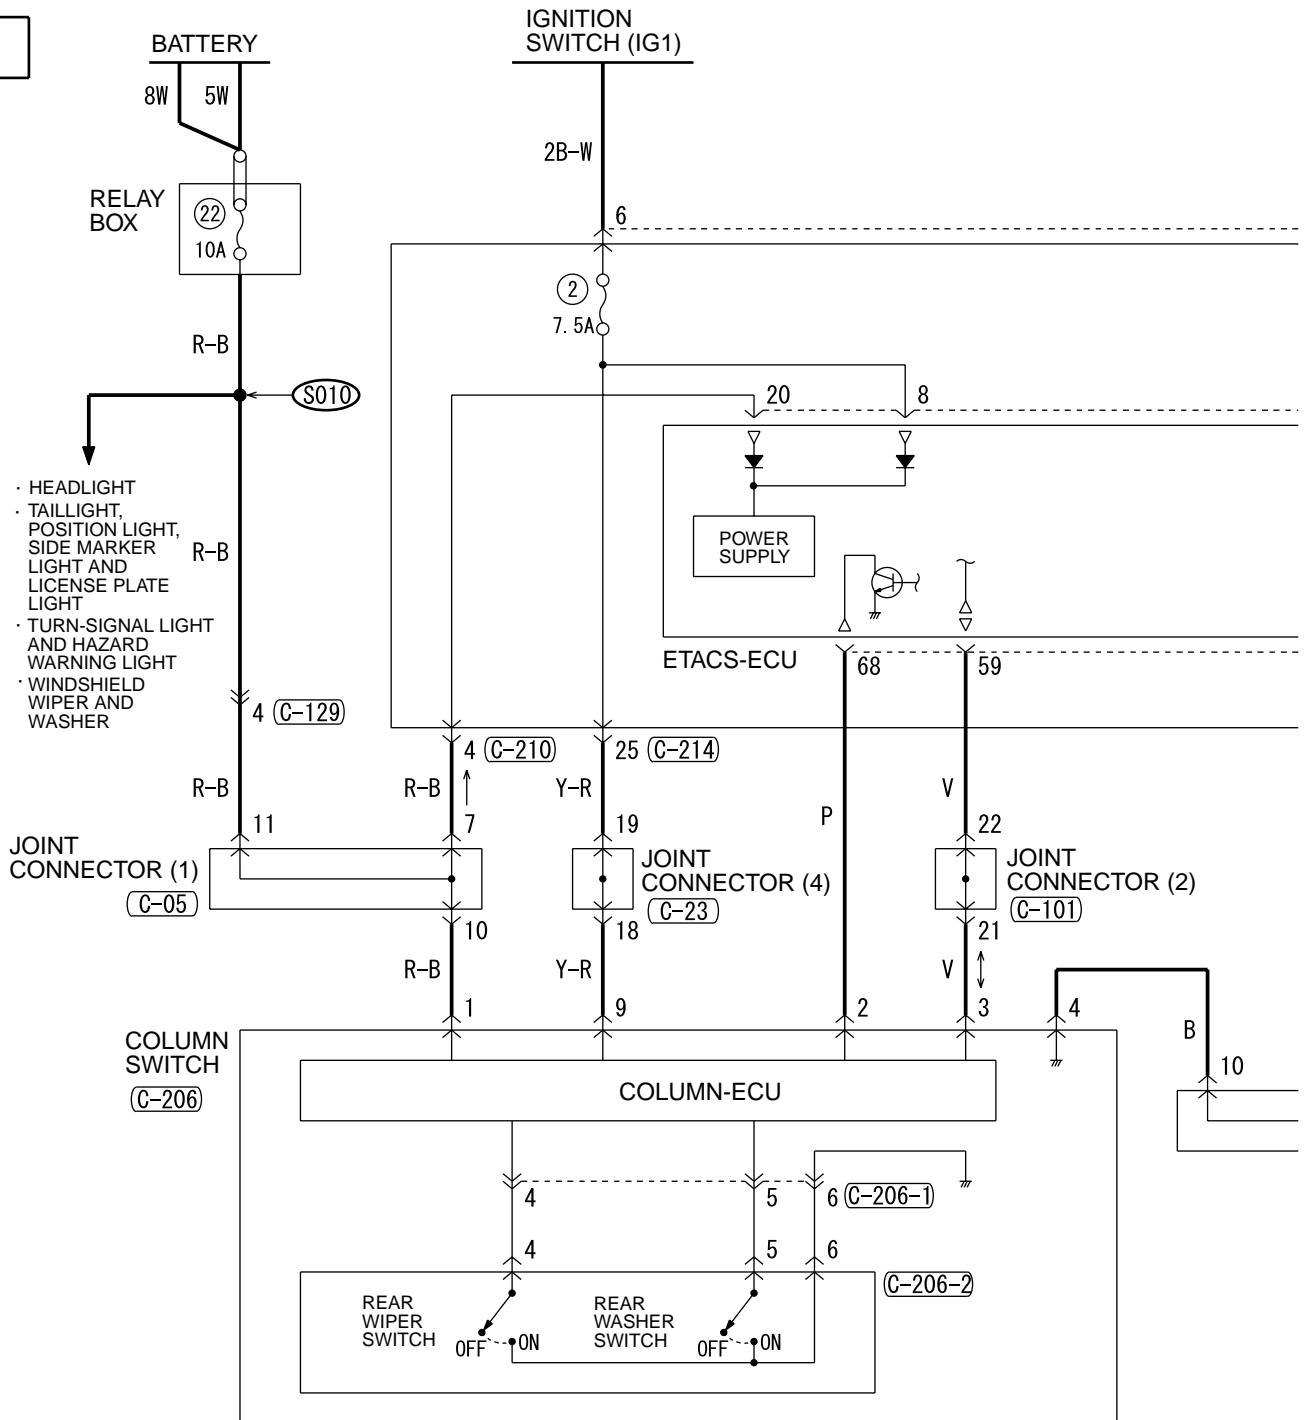 IGNITION
SWITCH (IG1)
BATTERY
8W
5W
2B-W
RELAY
BOX
22
10A
6
2
7. 5A
R-B
S010
20
8
· HEADLIGHT
· TAILLIGHT,
POSITION LIGHT,
SIDE MARKER
LIGHT AND
LICENSE PLATE
LIGHT
· TURN-SIGNAL LIGHT
AND HAZARD
WARNING LIGHT
· WINDSHIELD
WIPER AND
WASHER
R-B
POWER
SUPPLY
ETACS-ECU
68
59
4
C-129
4
C-210
25
C-214
R-B
R-B
Y-R
P
V
11
7
19
22
JOINT
CONNECTOR (1)
C-05
JOINT
CONNECTOR (4)
C-23
JOINT
CONNECTOR (2)
C-101
10
18
21
R-B
Y-R
V
1
9
2
3
4
B
10
COLUMN
SWITCH
C-206
COLUMN-ECU
4
5
6
C-206-1
4
5
6
C-206-2
REAR
WIPER
SWITCH
OFF
ON
REAR
WASHER
SWITCH
OFF
ON